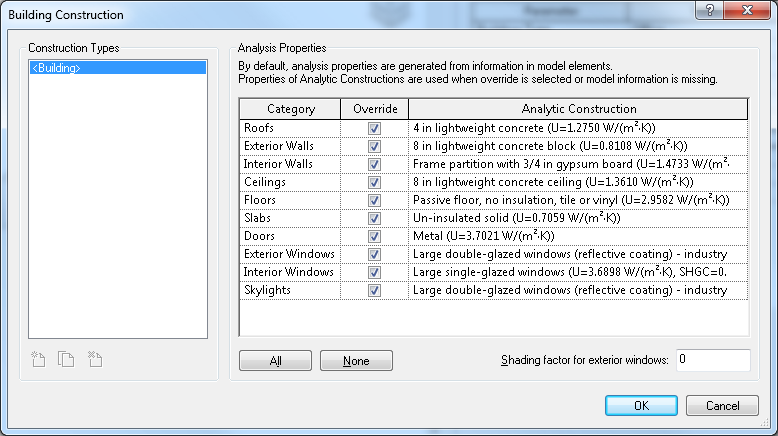 Building Construction
Construction Types
<Building>
Analysis Properties
By default, analysis properties are generated from information in model elements.
Properties of Analytic Constructions are used when override is selected or model information is missing.
Category Override Analytic Construction
Roofs 4 in lightweight concrete (U=1.2750 W/(m²·K))
Exterior Walls 8 in lightweight concrete block (U=0.8108 W/(m²·K))
Interior Walls Frame partition with 3/4 in gypsum board (U=1.4733 W/(m²·
Ceilings 8 in lightweight concrete ceiling (U=1.3610 W/(m²·K))
Floors Passive floor, no insulation, tile or vinyl (U=2.9582 W/(m²·K))
Slabs Un-insulated solid (U=0.7059 W/(m²·K))
Doors Metal (U=3.7021 W/(m²·K))
Exterior Windows Large double-glazed windows (reflective coating) - industry
Interior Windows Large single-glazed windows (U=3.6898 W/(m²·K), SHGC=0.
Skylights Large double-glazed windows (reflective coating) - industry
All None Shading factor for exterior windows: 0
OK Cancel